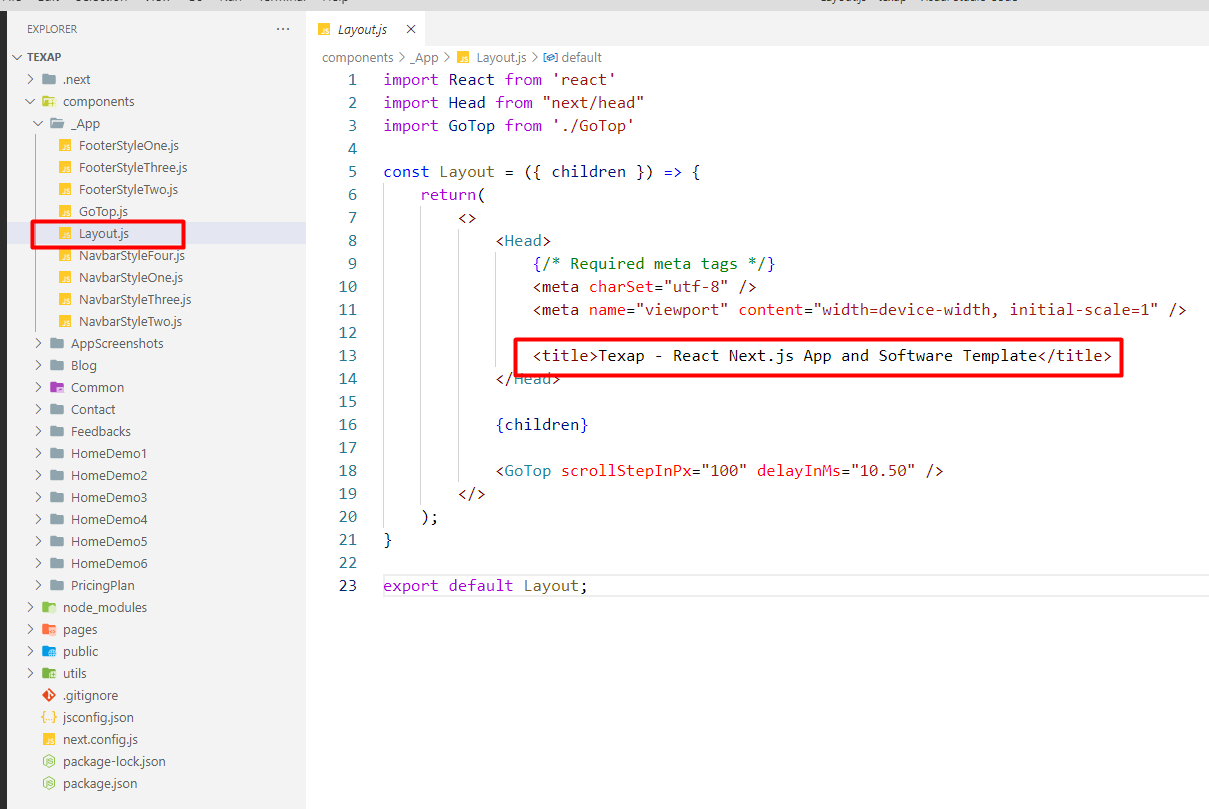 EXPLORER
TEXAP
.next
components
_App
FooterStyleOne.js
FooterStyleThree.js
FooterStyleTwo.js
GoTop.js
Layout.js
NavbarStyleFour.js
NavbarStyleOne.js
NavbarStyleThree.js
NavbarStyleTwo.js
AppScreenshots
Blog
Common
Contact
Feedbacks
HomeDemo1
HomeDemo2
HomeDemo3
HomeDemo4
HomeDemo5
HomeDemo6
PricingPlan
node_modules
pages
public
utils
.gitignore
jsconfig.json
next.config.js
package-lock.json
package.json
Layout.js
components > _App > Layout.js > default
1 import React from 'react'
2 import Head from "next/head"
3 import GoTop from './GoTop'
4
5 const Layout = ({ children }) => {
6 return(
7 <>
8 <Head>
9 {/* Required meta tags */}
10 <meta charSet="utf-8" />
11 <meta name="viewport" content="width=device-width, initial-scale=1" />
12
13 <title>Texap - React Next.js App and Software Template</title>
14 </Head>
15
16 {children}
17
18 <GoTop scrollStepInPx="100" delayInMs="10.50" />
19 </>
20 );
21 }
22
23 export default Layout;